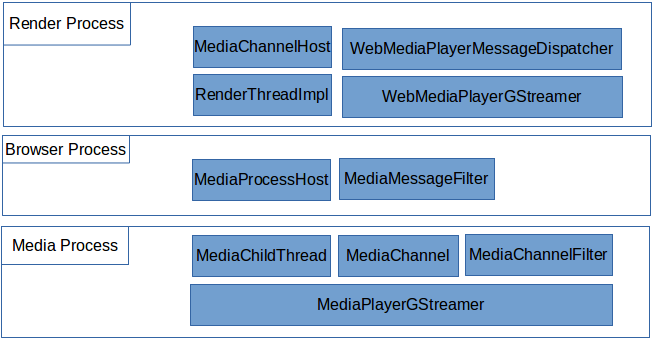 Render Process
MediaChannelHost
WebMediaPlayerMessageDispatcher
RenderThreadImpl
WebMediaPlayerGStreamer
Browser Process
MediaProcessHost
MediaMessageFilter
Media Process
MediaChildThread
MediaChannel
MediaChannelFilter
MediaPlayerGStreamer